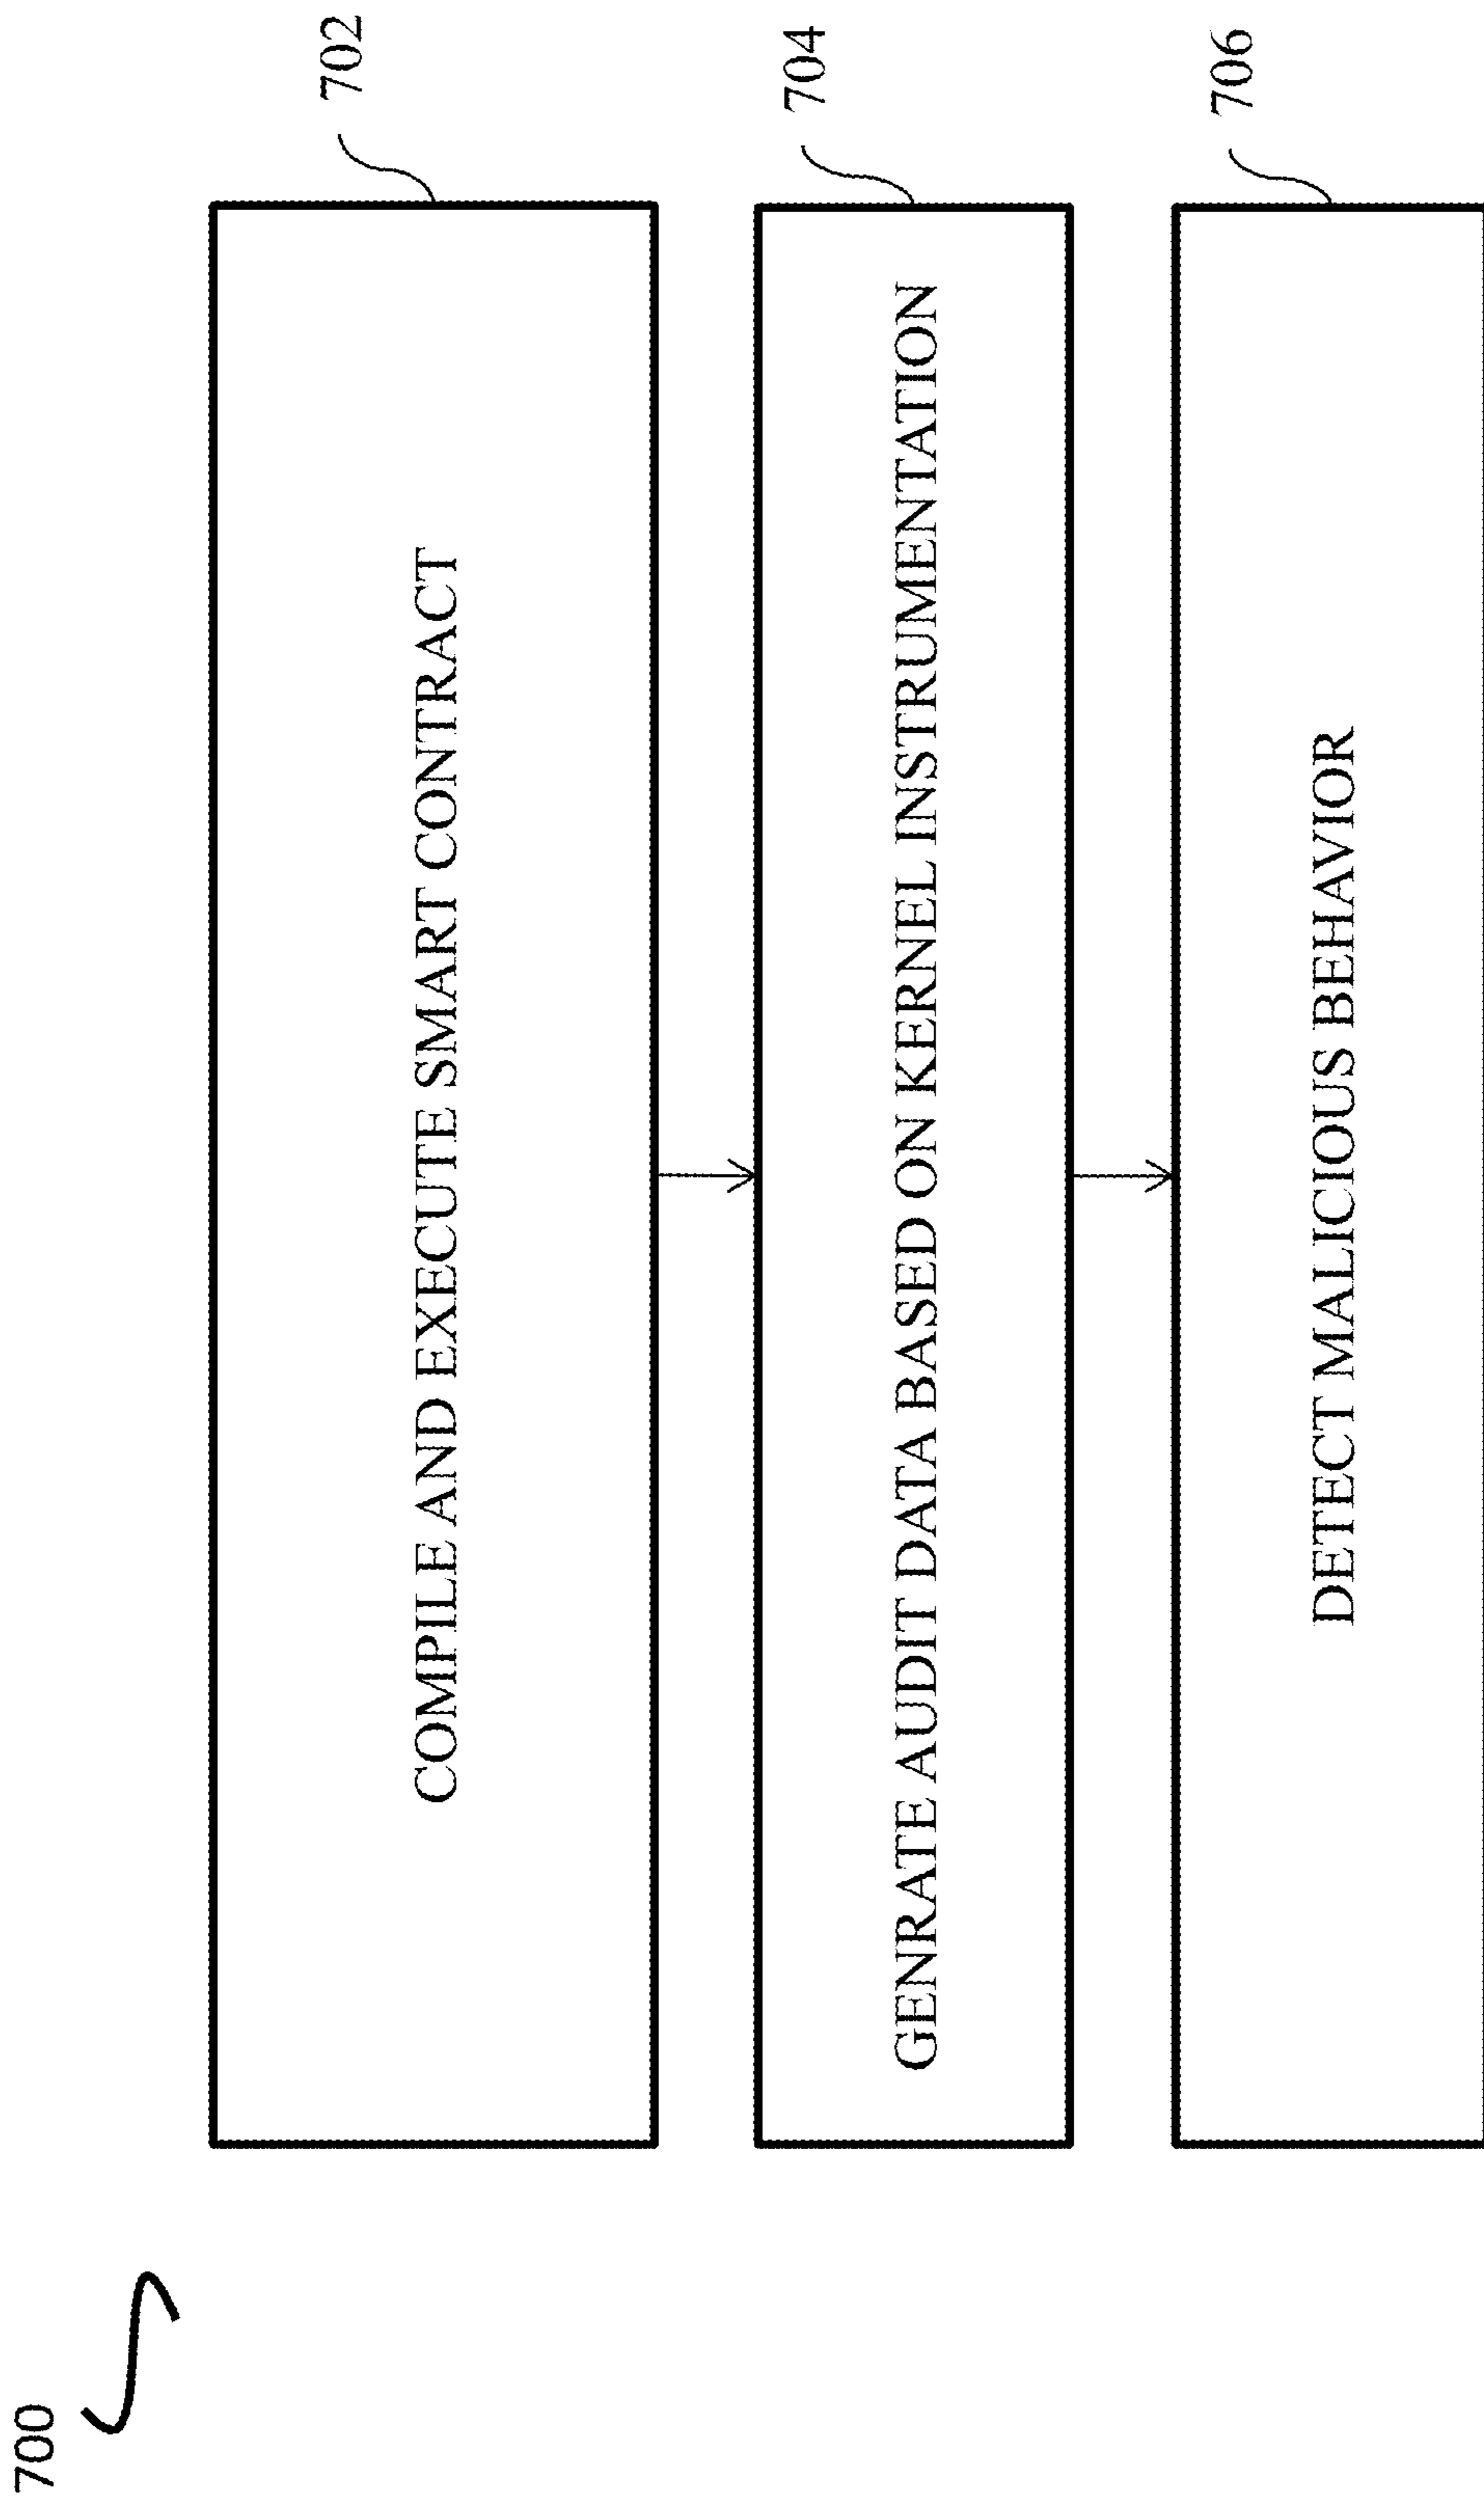 700
702
COMPILE AND EXECUTE SMART CONTRACT
704
GENRATE AUDIT DATA BASED ON KERNEL INSTRUMENTATION
706
DETECT MALICIOUS BEHAVIOR